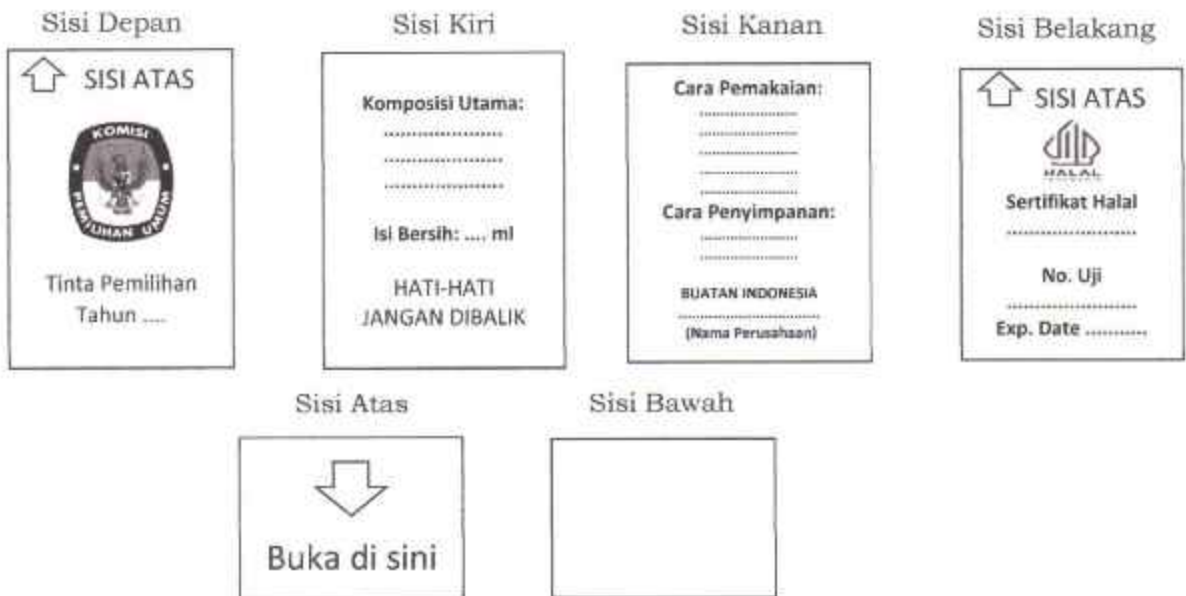 Sisi Depan
SISI ATAS
KOMISI
PEMILIHAN UMUM
Tinta Pemilihan
Tahun ....
Sisi Kiri
Komposisi Utama:
......................
......................
......................
Isi Bersih: .... ml
HATI-HATI
JANGAN DIBALIK
Sisi Kanan
Cara Pemakaian:
......................
......................
......................
......................
......................
Cara Penyimpanan:
......................
......................
BUATAN INDONESIA
......................
(Nama Perusahaan)
Sisi Belakang
SISI ATAS
HALAL
Sertifikat Halal
......................
No. Uji
......................
Exp. Date ...........
Sisi Atas
Buka di sini
Sisi Bawah